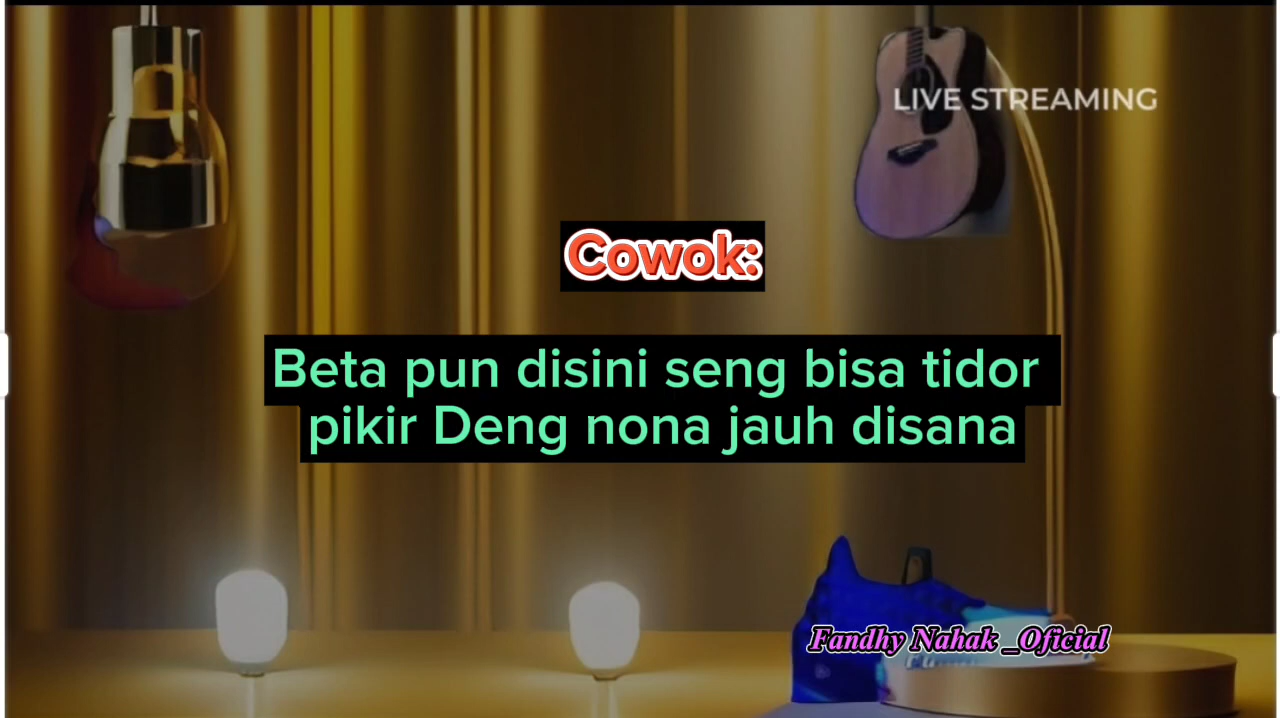 LIVE STREAMING
Cowok:
Beta pun disini seng bisa tidor
pikir Deng nona jauh disana
Fandhy Nahak _Oficial